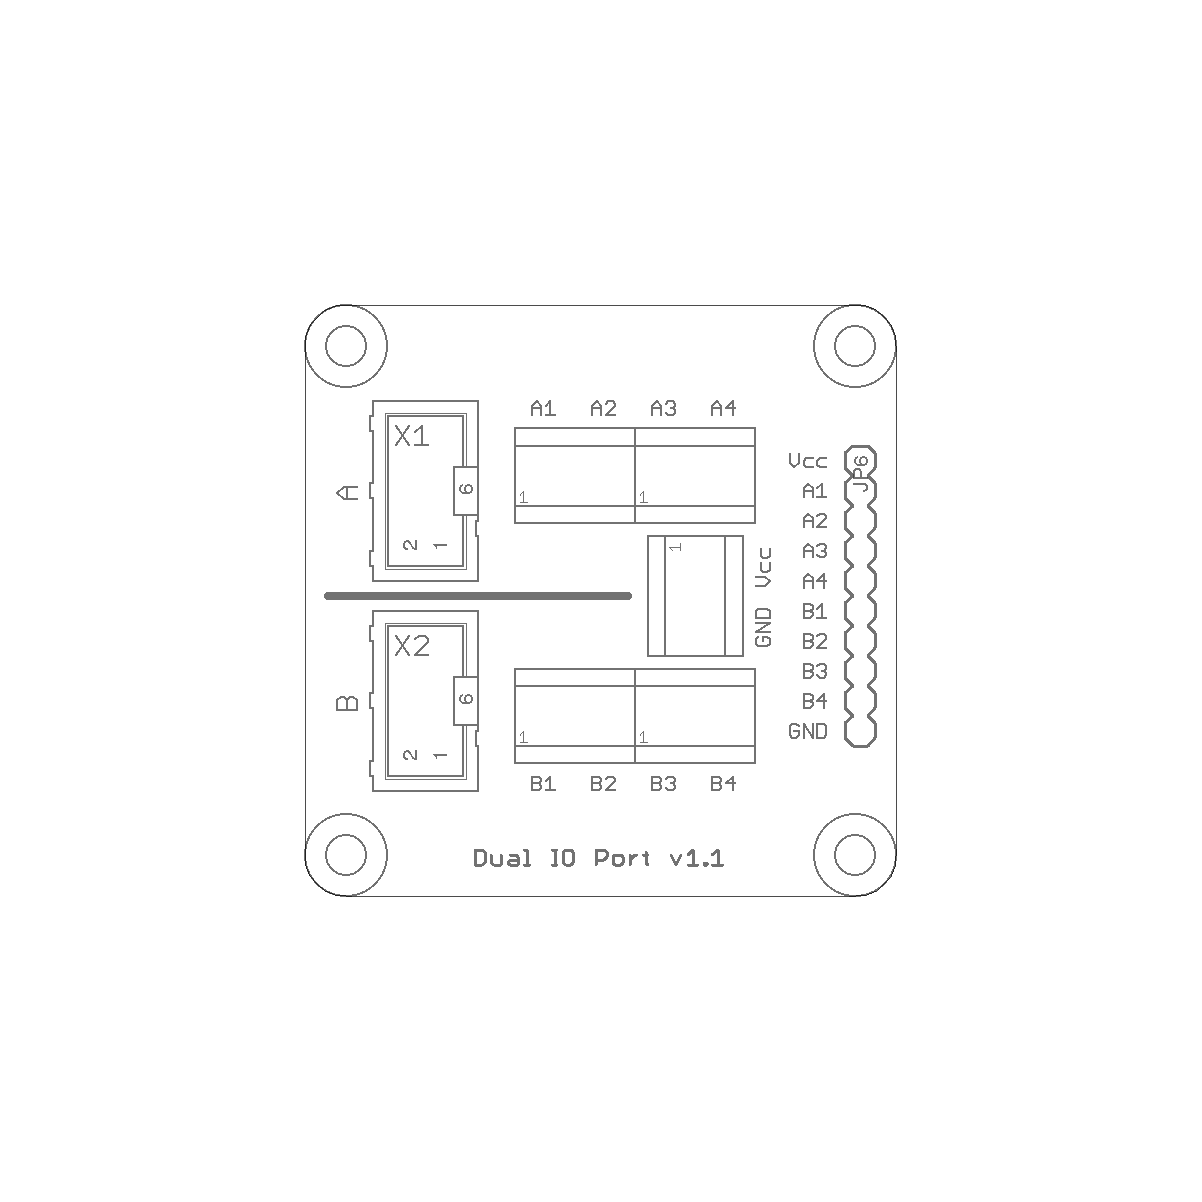 A1 A2 A3 A4
X1
A
6
2 1
1 1
Vcc
JP6
A1
A2
A3
A4
B1
B2
B3
B4
GND
1
GND Vcc
X2
B
6
2 1
1 1
B1 B2 B3 B4
Dual IO Port v1.1